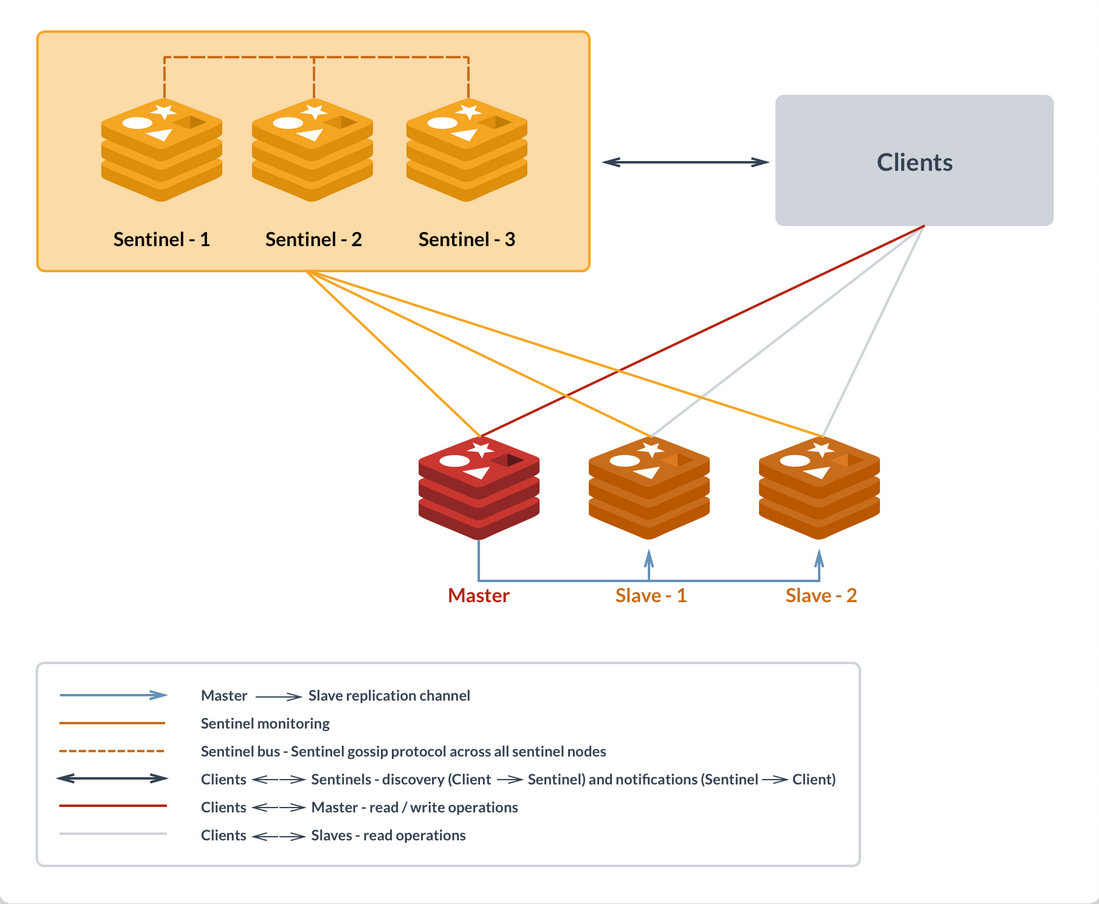 Sentinel - 1
Sentinel - 2
Sentinel - 3
Clients
Master
Slave - 1
Slave - 2
Master → Slave replication channel
Sentinel monitoring
Sentinel bus - Sentinel gossip protocol across all sentinel nodes
Clients ←→ Sentinels - discovery (Client → Sentinel) and notifications (Sentinel → Client)
Clients ←→ Master - read / write operations
Clients ←→ Slaves - read operations